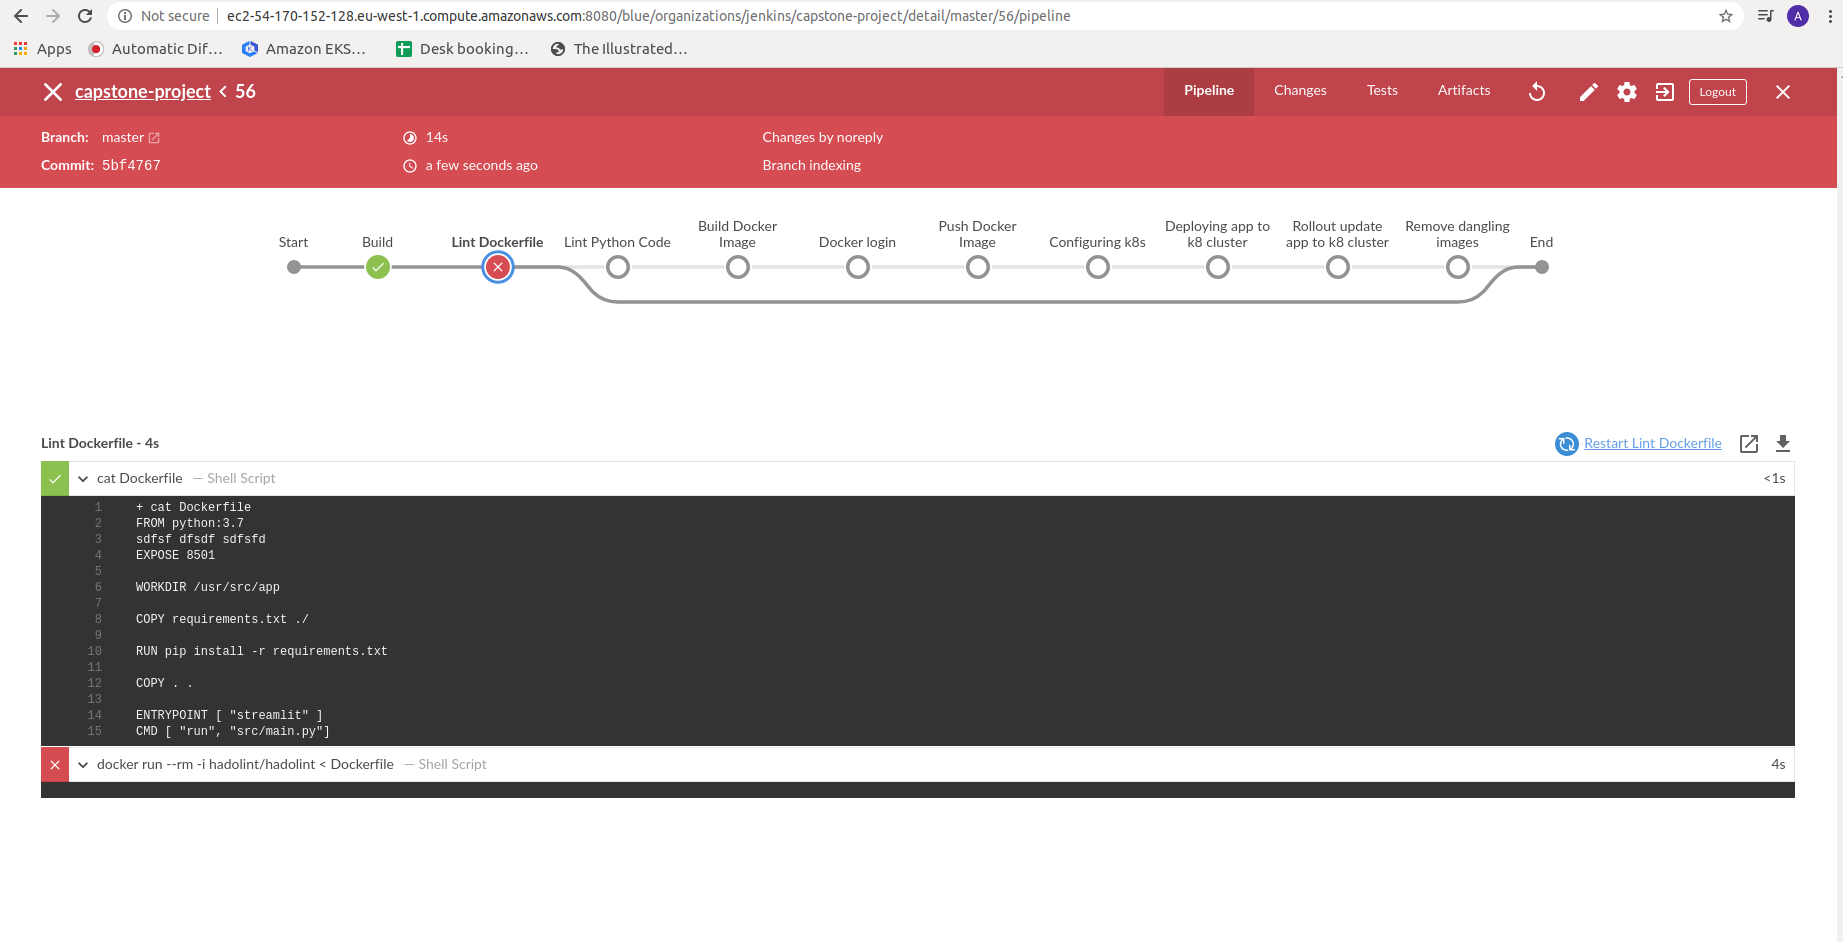 Not secure ec2-54-170-152-128.eu-west-1.compute.amazonaws.com:8080/blue/organizations/jenkins/capstone-project/detail/master/56/pipeline A
Apps Automatic Dif... Amazon EKS... Desk booking... The Illustrated...
capstone-project < 56 Pipeline Changes Tests Artifacts Logout
Branch: master 14s Changes by noreply
Commit: 5bf4767 a few seconds ago Branch indexing
Start Build Lint Dockerfile Lint Python Code Build Docker Image Docker login Push Docker Image Configuring k8s Deploying app to k8 cluster Rollout update app to k8 cluster Remove dangling images End
Lint Dockerfile - 4s Restart Lint Dockerfile
cat Dockerfile — Shell Script <1s
1 + cat Dockerfile
2 FROM python:3.7
3 sdfsf dfsdf sdfsfd
4 EXPOSE 8501
5
6 WORKDIR /usr/src/app
7
8 COPY requirements.txt ./
9
10 RUN pip install -r requirements.txt
11
12 COPY . .
13
14 ENTRYPOINT [ "streamlit" ]
15 CMD [ "run", "src/main.py"]
docker run --rm -i hadolint/hadolint < Dockerfile — Shell Script 4s